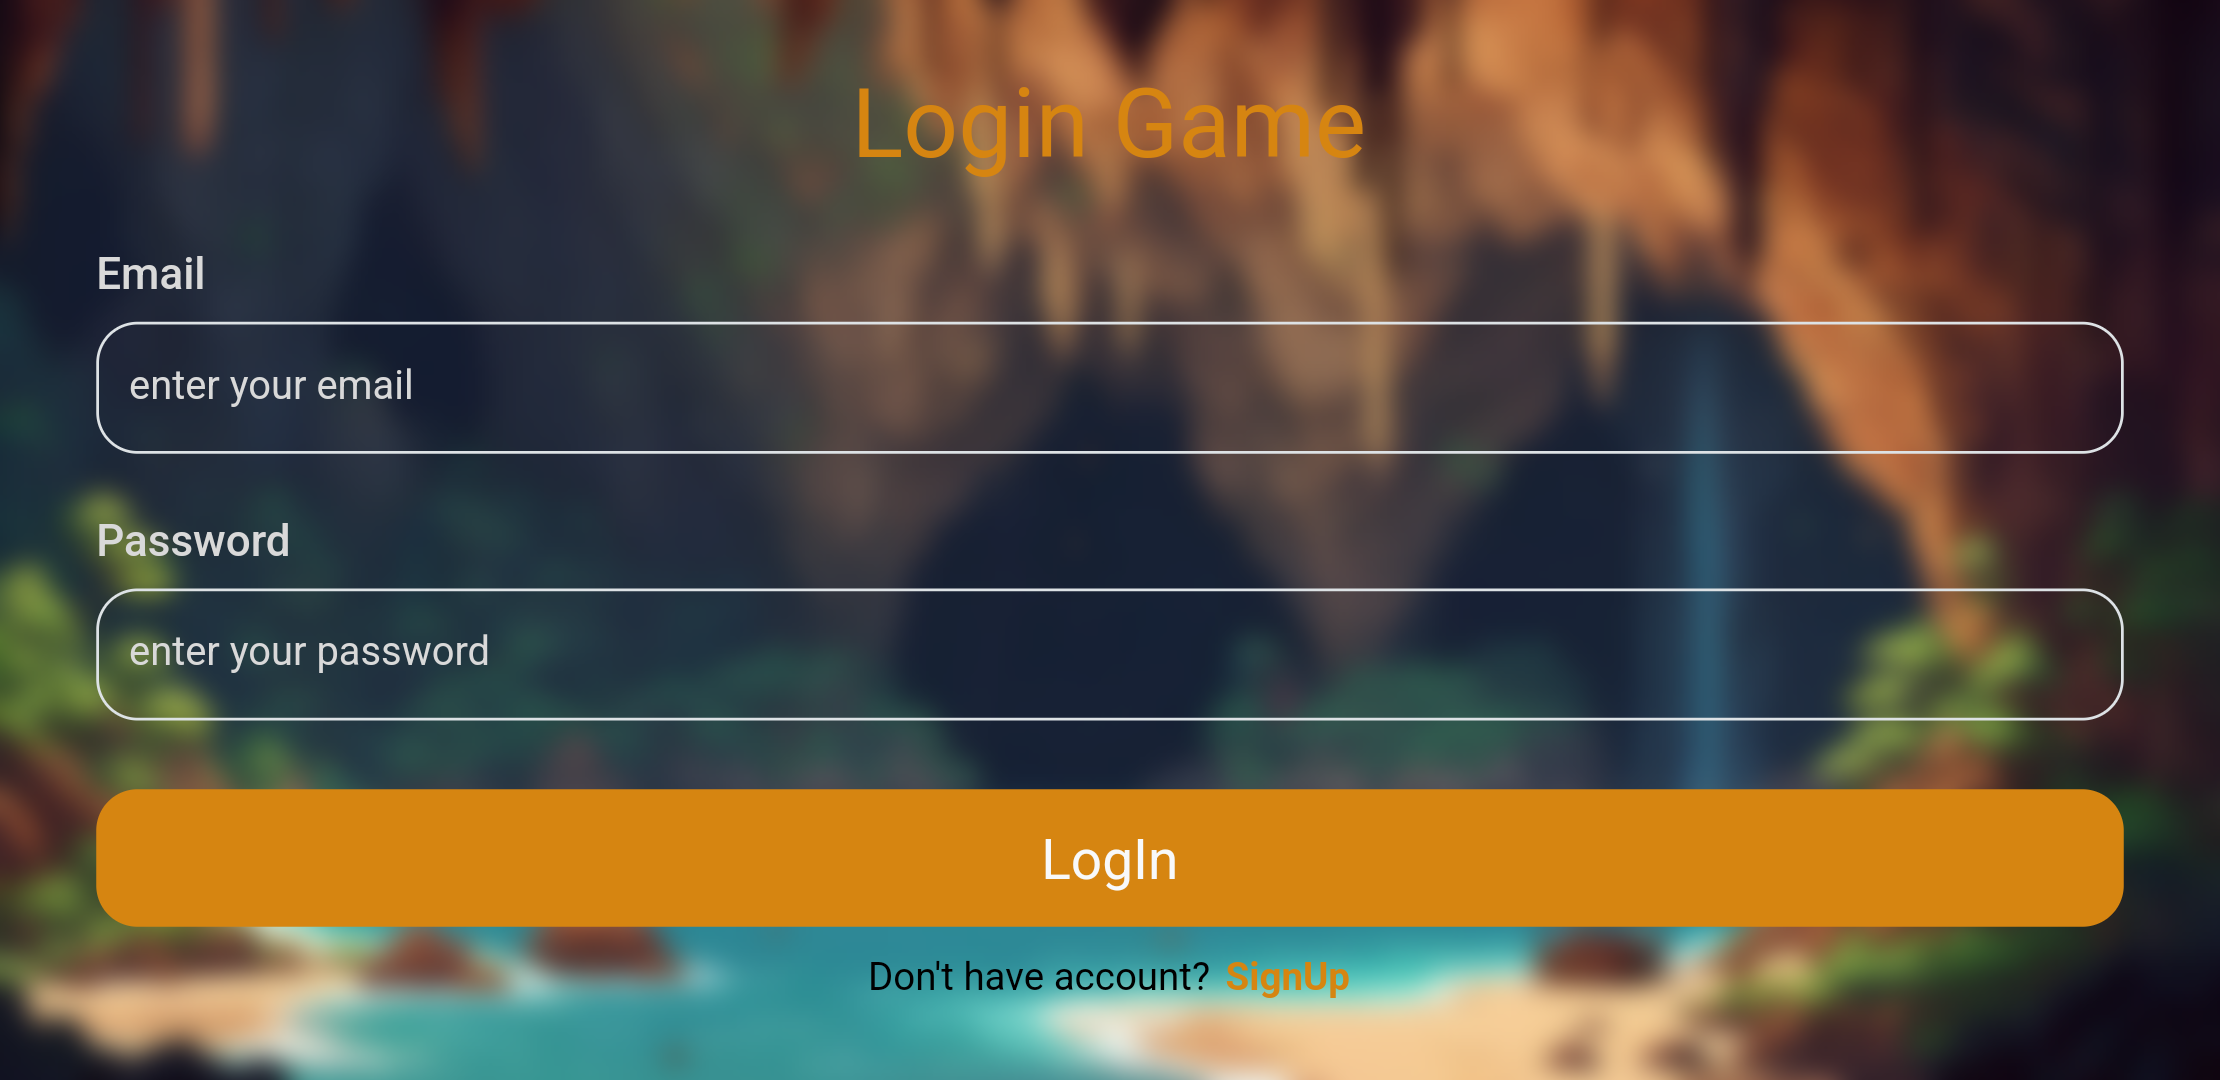 Login Game
Email
enter your email
Password
enter your password
LogIn
Don't have account? SignUp